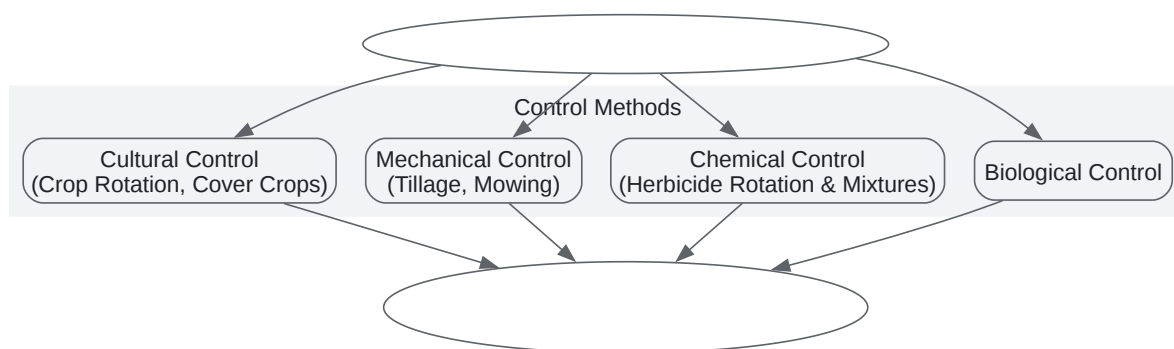 Control Methods
Cultural Control
(Crop Rotation, Cover Crops)
Mechanical Control
(Tillage, Mowing)
Chemical Control
(Herbicide Rotation & Mixtures)
Biological Control